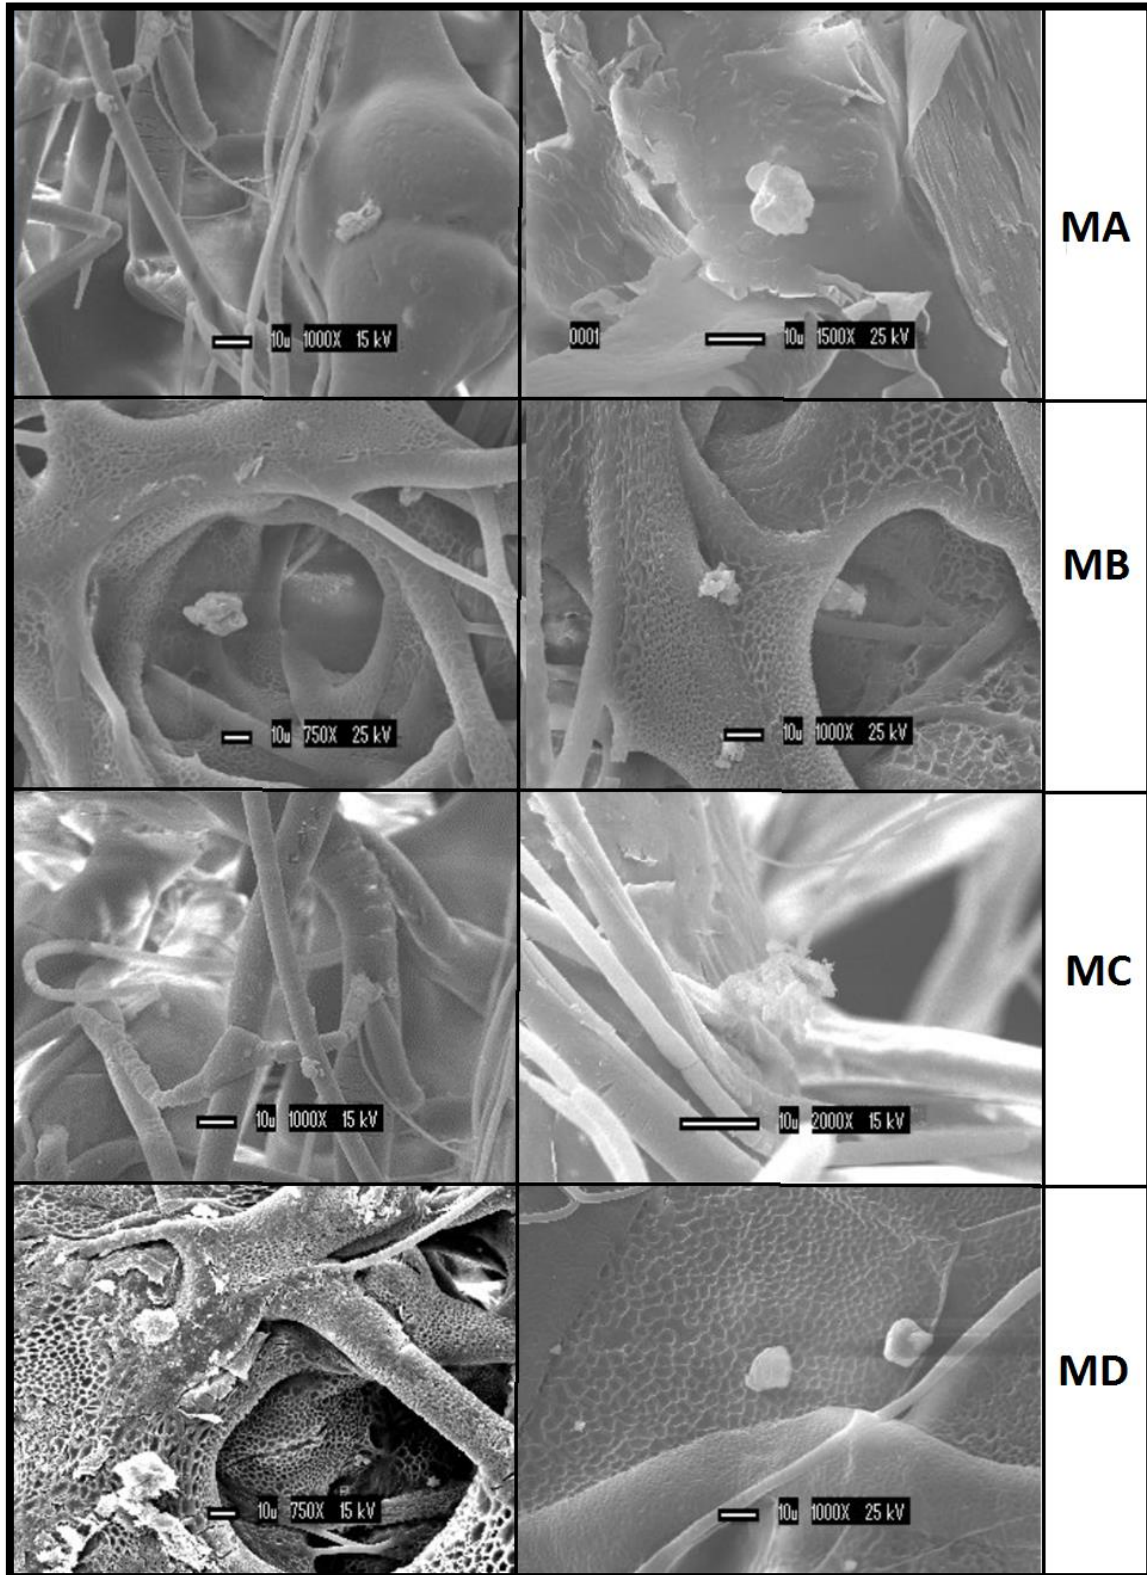 10u 1000X 15 kV
0001 10u 1500X 25 kV
MA
10u 750X 25 kV
10u 1000X 25 kV
MB
10u 1000X 15 kV
10u 2000X 15 kV
MC
10u 750X 15 kV
10u 1000X 25 kV
MD